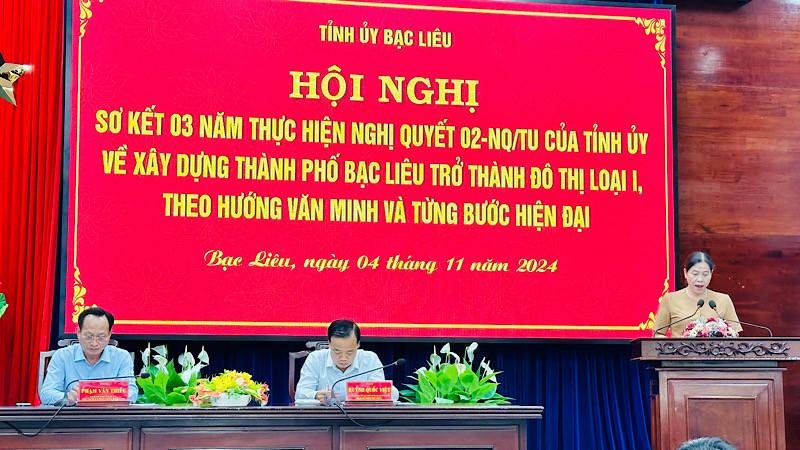 TỈNH ỦY BẠC LIÊU
HỘI NGHỊ
SƠ KẾT 03 NĂM THỰC HIỆN NGHỊ QUYẾT 02-NQ/TU CỦA TỈNH ỦY
VỀ XÂY DỰNG THÀNH PHỐ BẠC LIÊU TRỞ THÀNH ĐÔ THỊ LOẠI I,
THEO HƯỚNG VĂN MINH VÀ TỪNG BƯỚC HIỆN ĐẠI
Bạc Liêu, ngày 04 tháng 11 năm 2024
PHẠM VĂN THIỀU
HUỲNH QUỐC VIỆT